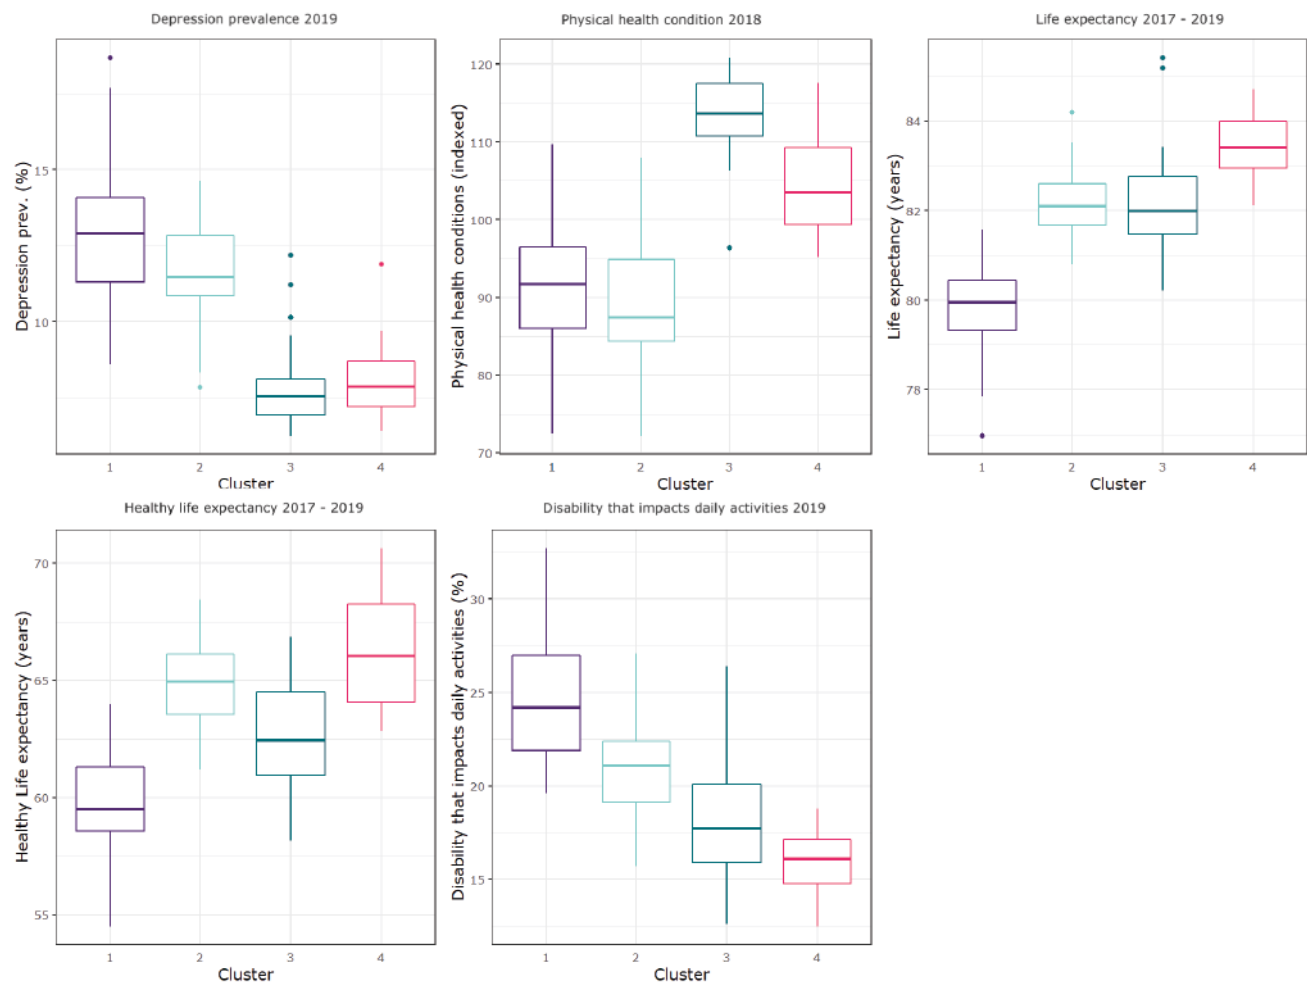 Depression prevalence 2019
Depression prev. (%)
15
10
1 2 3 4
Cluster
Physical health condition 2018
Physical health conditions (indexed)
120
110
100
90
80
70
1 2 3 4
Cluster
Life expectancy 2017 - 2019
Life expectancy (years)
84
82
80
78
1 2 3 4
Cluster
Healthy life expectancy 2017 - 2019
Healthy Life expectancy (years)
70
65
60
55
1 2 3 4
Cluster
Disability that impacts daily activities 2019
Disability that impacts daily activities (%)
30
25
20
15
1 2 3 4
Cluster